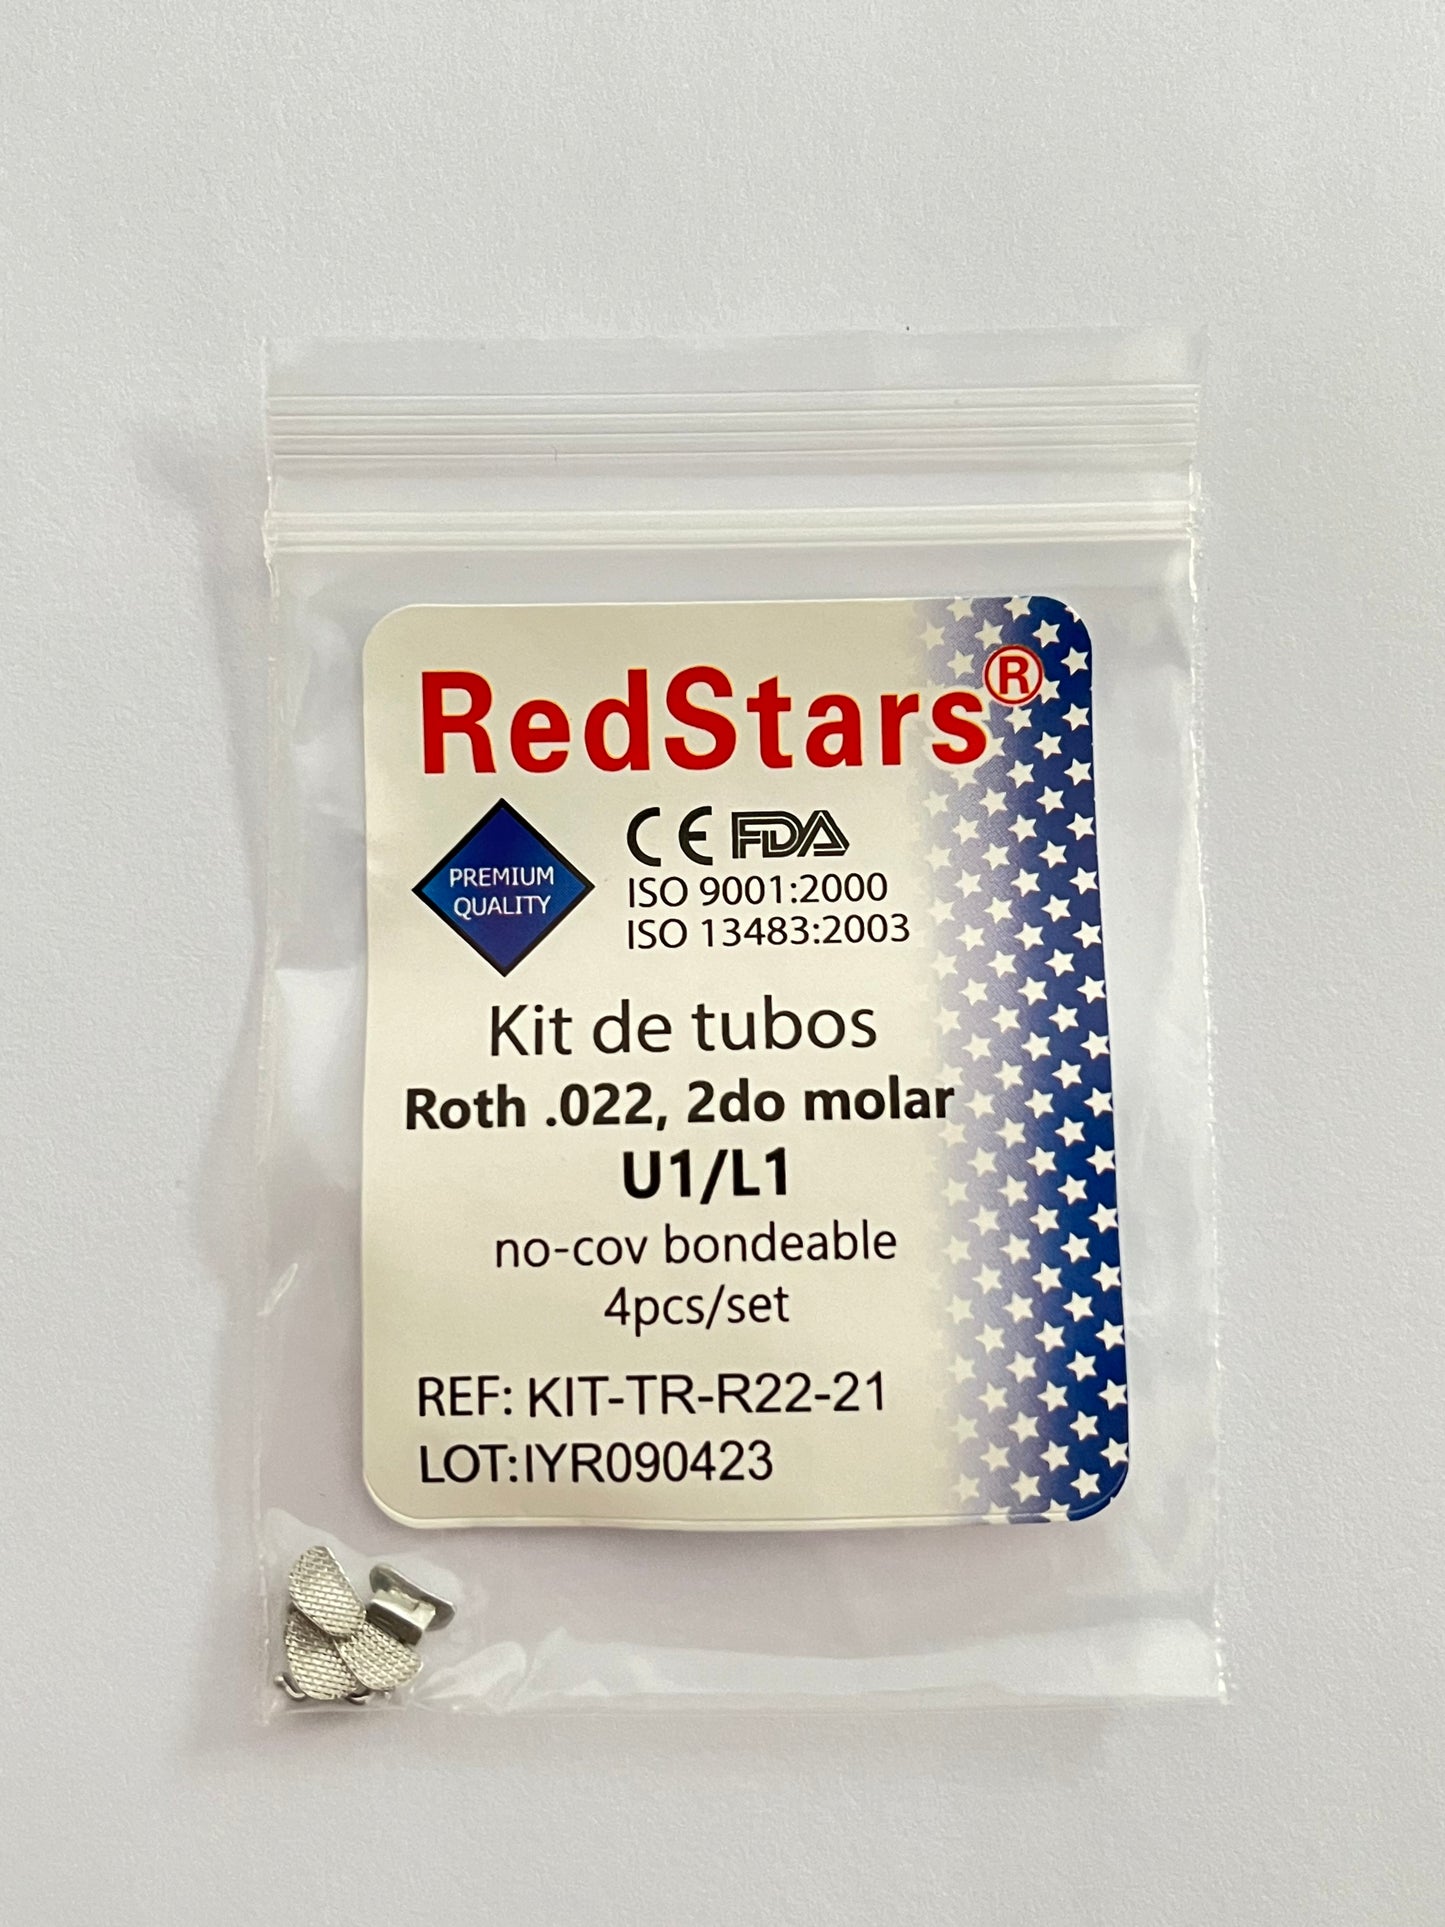 RedStars®
PREMIUM
QUALITY
CE FDA
ISO 9001:2000
ISO 13483:2003
Kit de tubos
Roth .022, 2do molar
U1/L1
no-cov bondeable
4pcs/set
REF: KIT-TR-R22-21
LOT:IYR090423